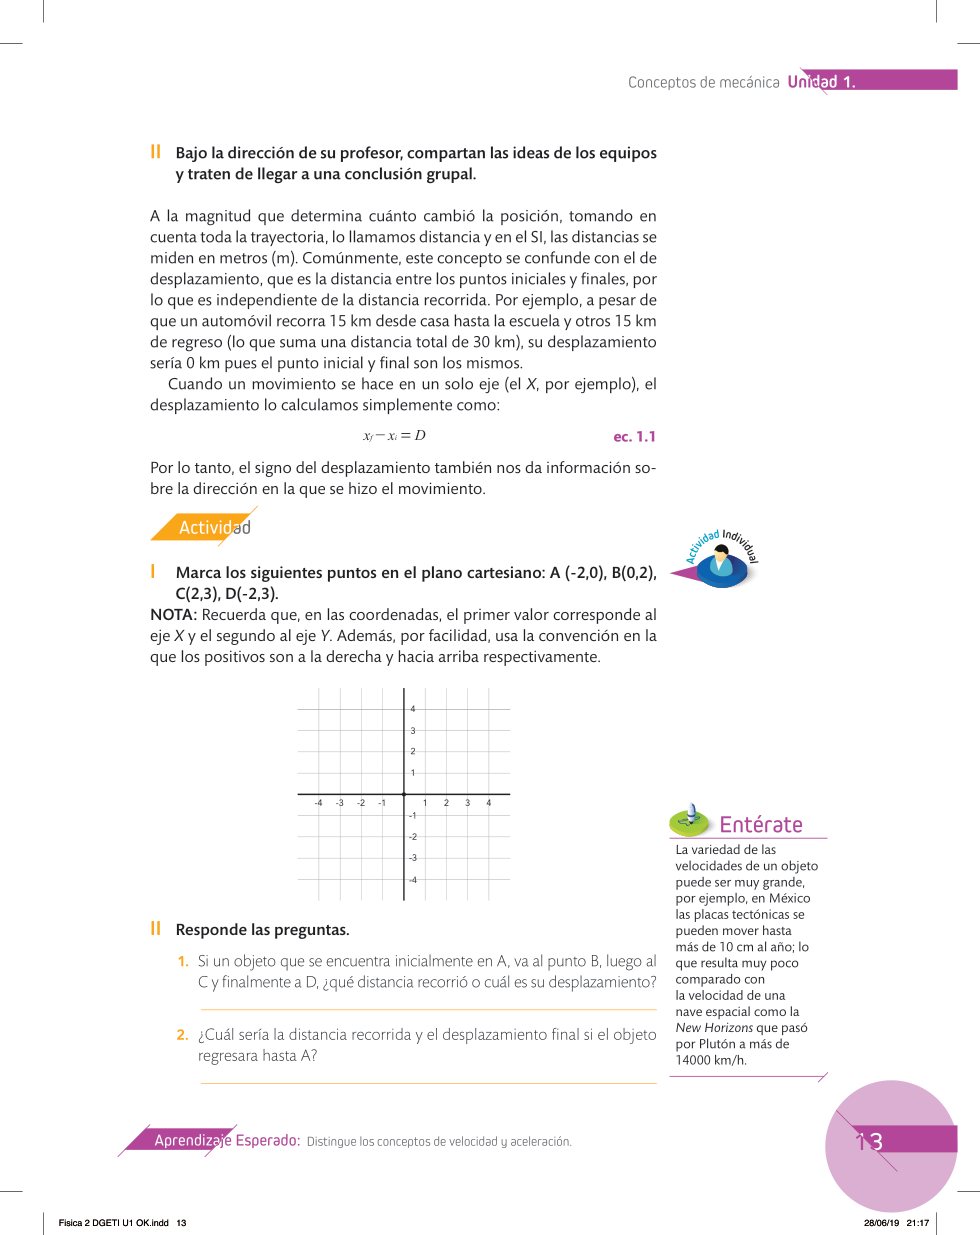 Conceptos de mecánica Unidad 1.
II Bajo la dirección de su profesor, compartan las ideas de los equipos
y traten de llegar a una conclusión grupal.
A la magnitud que determina cuánto cambió la posición, tomando en
cuenta toda la trayectoria, lo llamamos distancia y en el SI, las distancias se
miden en metros (m). Comúnmente, este concepto se confunde con el de
desplazamiento, que es la distancia entre los puntos iniciales y finales, por
lo que es independiente de la distancia recorrida. Por ejemplo, a pesar de
que un automóvil recorra 15 km desde casa hasta la escuela y otros 15 km
de regreso (lo que suma una distancia total de 30 km), su desplazamiento
sería 0 km pues el punto inicial y final son los mismos.
Cuando un movimiento se hace en un solo eje (el X, por ejemplo), el
desplazamiento lo calculamos simplemente como:
x_f − x_i = D ec. 1.1
Por lo tanto, el signo del desplazamiento también nos da información so-
bre la dirección en la que se hizo el movimiento.
Actividad
Actividad Individual
I Marca los siguientes puntos en el plano cartesiano: A (-2,0), B(0,2),
C(2,3), D(-2,3).
NOTA: Recuerda que, en las coordenadas, el primer valor corresponde al
eje X y el segundo al eje Y. Además, por facilidad, usa la convención en la
que los positivos son a la derecha y hacia arriba respectivamente.
4
3
2
1
-4 -3 -2 -1 1 2 3 4
-1
-2
-3
-4
II Responde las preguntas.
1. Si un objeto que se encuentra inicialmente en A, va al punto B, luego al
C y finalmente a D, ¿qué distancia recorrió o cuál es su desplazamiento?
2. ¿Cuál sería la distancia recorrida y el desplazamiento final si el objeto
regresara hasta A?
Entérate
La variedad de las
velocidades de un objeto
puede ser muy grande,
por ejemplo, en México
las placas tectónicas se
pueden mover hasta
más de 10 cm al año; lo
que resulta muy poco
comparado con
la velocidad de una
nave espacial como la
New Horizons que pasó
por Plutón a más de
14000 km/h.
Aprendizaje Esperado: Distingue los conceptos de velocidad y aceleración.
13
Fisica 2 DGETI U1 OK.indd 13
28/06/19 21:17